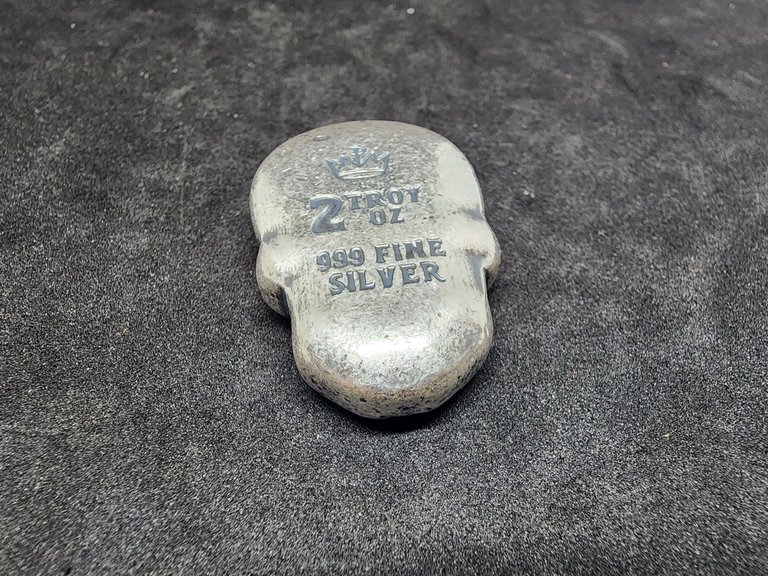 2 TROY
OZ
999 FINE
SILVER